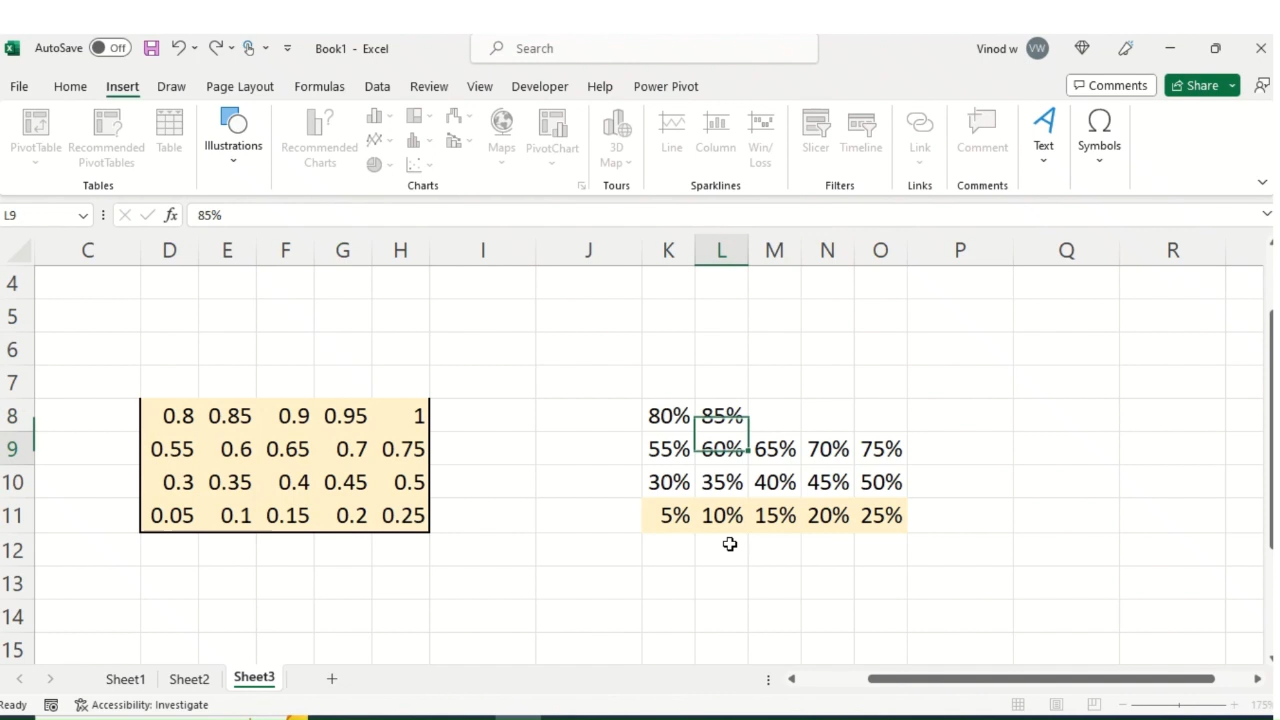 AutoSave Off Book1 - Excel Search Vinod w VW
File Home Insert Draw Page Layout Formulas Data Review View Developer Help Power Pivot Comments Share
PivotTable Recommended PivotTables Table Illustrations Recommended Charts Maps PivotChart 3D Map Line Column Win/Loss Slicer Timeline Link Comment Text Symbols
Tables Charts Tours Sparklines Filters Links Comments
L9 fx 85%
C D E F G H I J K L M N O P Q R
4
5
6
7
8 0.8 0.85 0.9 0.95 1 80% 85%
9 0.55 0.6 0.65 0.7 0.75 55% 60% 65% 70% 75%
10 0.3 0.35 0.4 0.45 0.5 30% 35% 40% 45% 50%
11 0.05 0.1 0.15 0.2 0.25 5% 10% 15% 20% 25%
12
13
14
15
Sheet1 Sheet2 Sheet3
Ready Accessibility: Investigate 175%